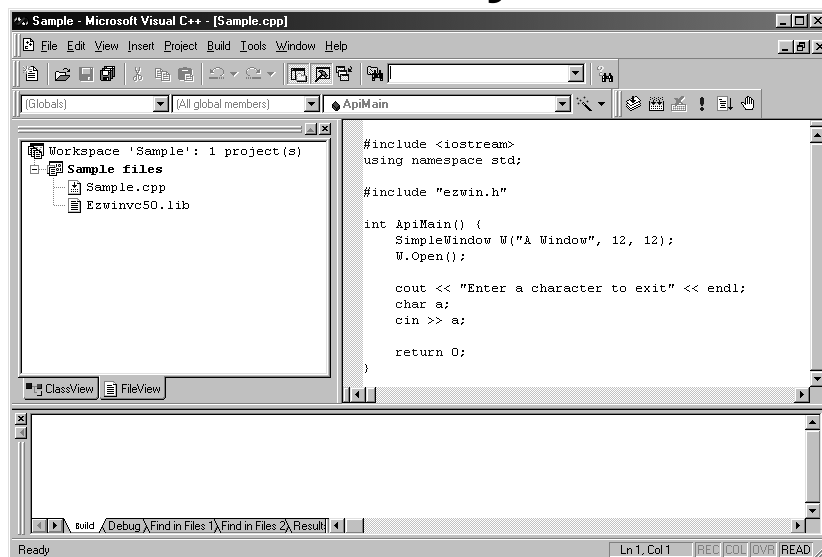 Sample - Microsoft Visual C++ - [Sample.cpp]
File Edit View Insert Project Build Tools Window Help
(Globals) (All global members) ApiMain
Workspace 'Sample': 1 project(s)
Sample files
Sample.cpp
Ezwinvc50.lib
ClassView FileView
#include <iostream>
using namespace std;
#include "ezwin.h"
int ApiMain() {
SimpleWindow W("A Window", 12, 12);
W.Open();
cout << "Enter a character to exit" << endl;
char a;
cin >> a;
return 0;
}
Build Debug Find in Files 1 Find in Files 2 Results
Ready Ln 1, Col 1 REC COL OVR READ